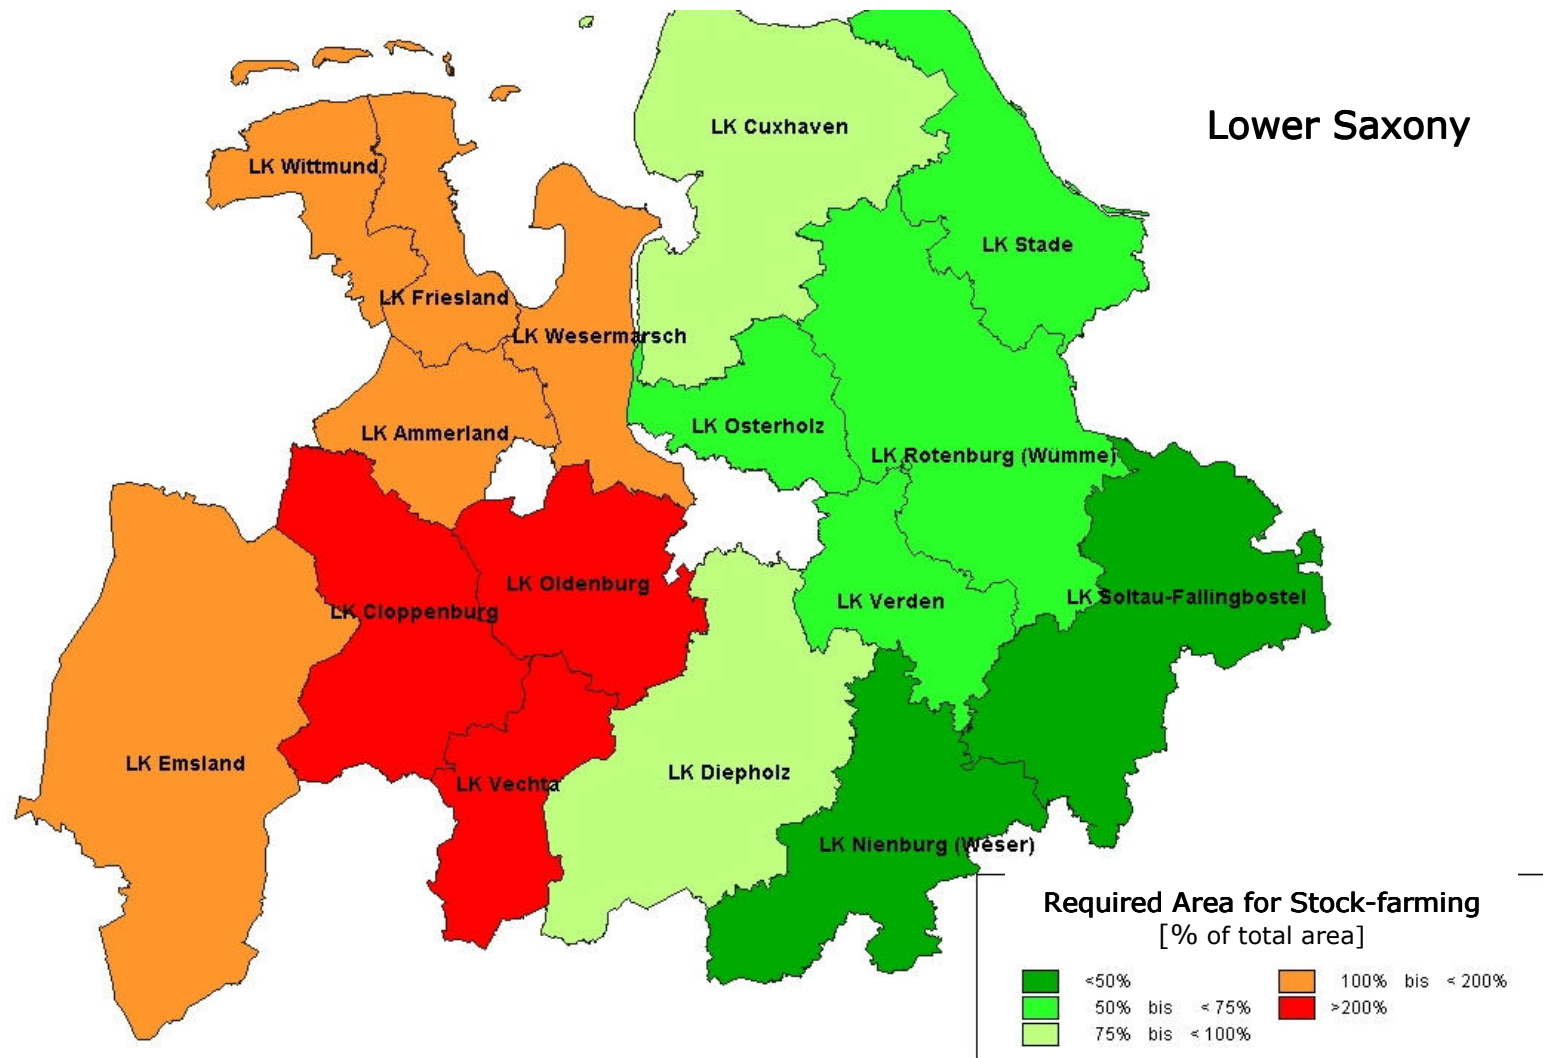 Lower Saxony
LK Cuxhaven
LK Wittmund
LK Stade
LK Friesland
LK Wesermarsch
LK Osterholz
LK Ammerland
LK Rotenburg (Wümme)
LK Oldenburg
LK Cloppenburg
LK Verden
LK Soltau-Fallingbostel
LK Emsland
LK Vechta
LK Diepholz
LK Nienburg (Weser)
Required Area for Stock-farming
[% of total area]
<50%
50% bis <75%
75% bis <100%
100% bis <200%
>200%